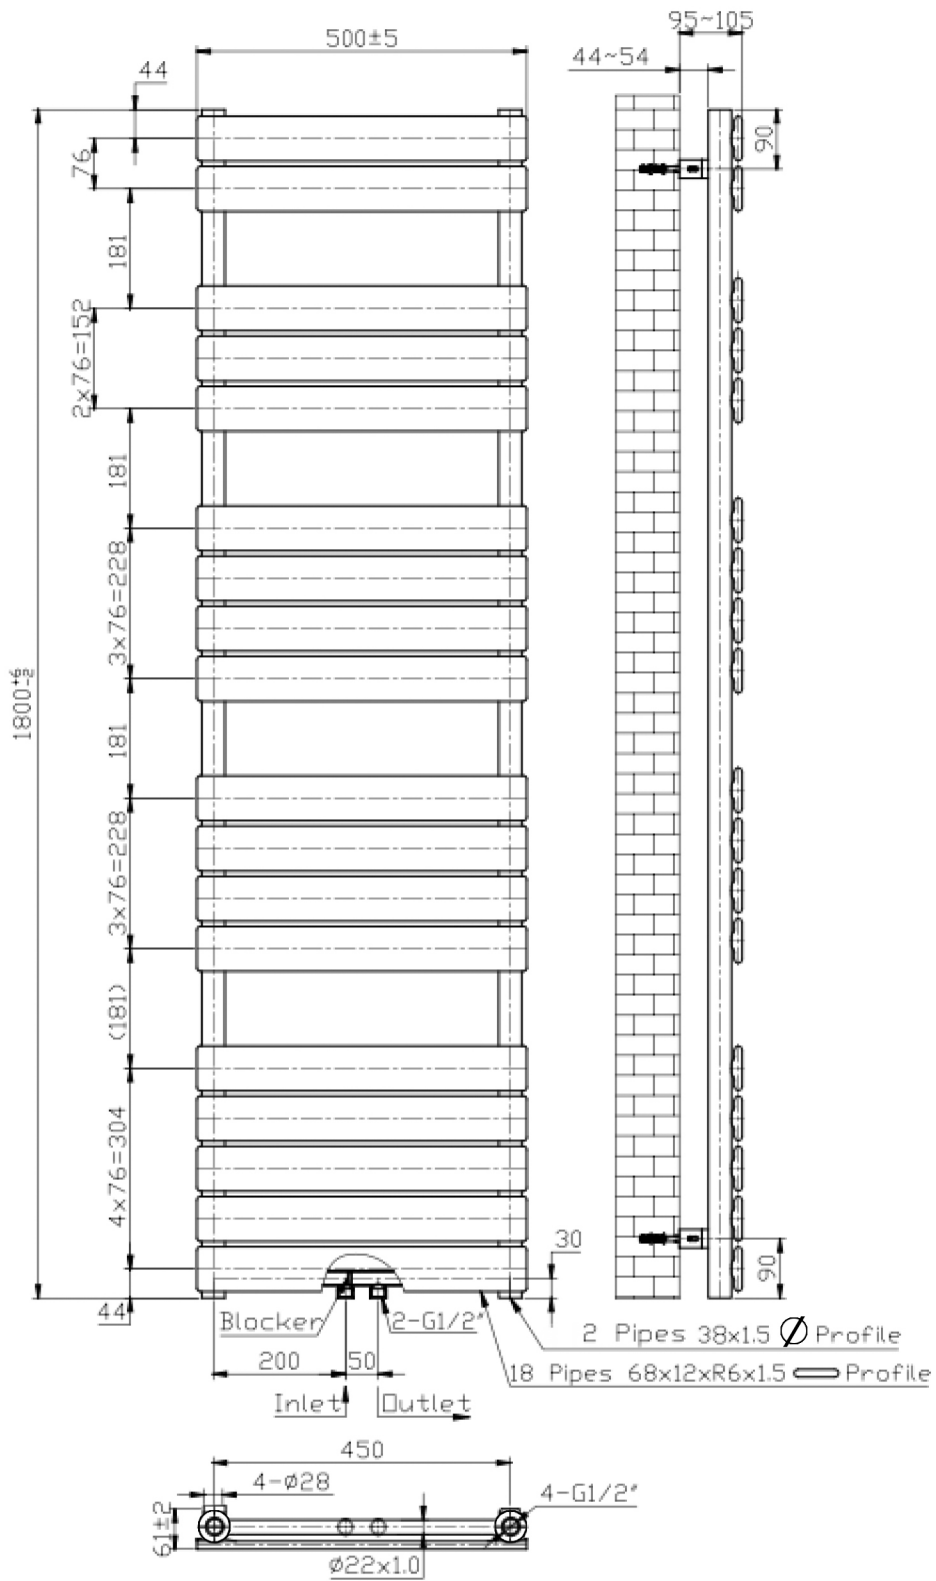 95~105
500±5
44~54
44
90
76
181
2x76=152
181
3x76=228
1800±6/2
181
3x76=228
(181)
4x76=304
30
90
44
Blocker
2-G1/2"
2 Pipes 38x1.5 Ø Profile
200
50
18 Pipes 68x12xR6x1.5 Profile
Inlet
Outlet
450
4-ø28
4-G1/2"
61±2
ø22x1.0